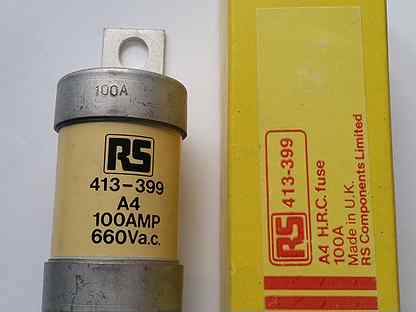 100A
RS
413-399
A4
100AMP
660Va.c.
RS 413-399
A4 H.R.C. fuse
100A
Made in U.K.
RS Components Limited